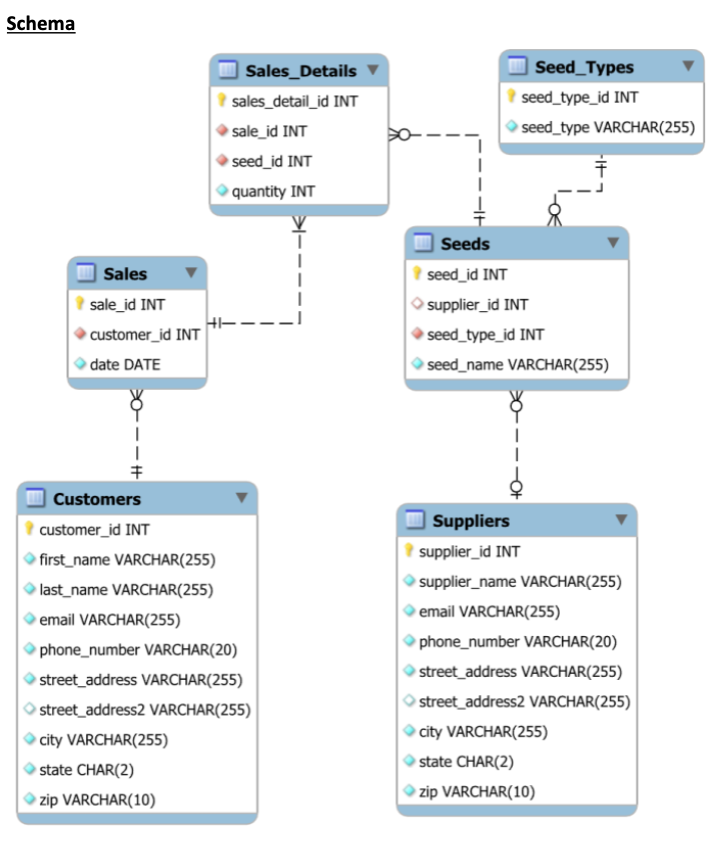 Schema
Sales_Details
sales_detail_id INT
sale_id INT
seed_id INT
quantity INT
Seed_Types
seed_type_id INT
seed_type VARCHAR(255)
Sales
sale_id INT
customer_id INT
date DATE
Seeds
seed_id INT
supplier_id INT
seed_type_id INT
seed_name VARCHAR(255)
Customers
customer_id INT
first_name VARCHAR(255)
last_name VARCHAR(255)
email VARCHAR(255)
phone_number VARCHAR(20)
street_address VARCHAR(255)
street_address2 VARCHAR(255)
city VARCHAR(255)
state CHAR(2)
zip VARCHAR(10)
Suppliers
supplier_id INT
supplier_name VARCHAR(255)
email VARCHAR(255)
phone_number VARCHAR(20)
street_address VARCHAR(255)
street_address2 VARCHAR(255)
city VARCHAR(255)
state CHAR(2)
zip VARCHAR(10)